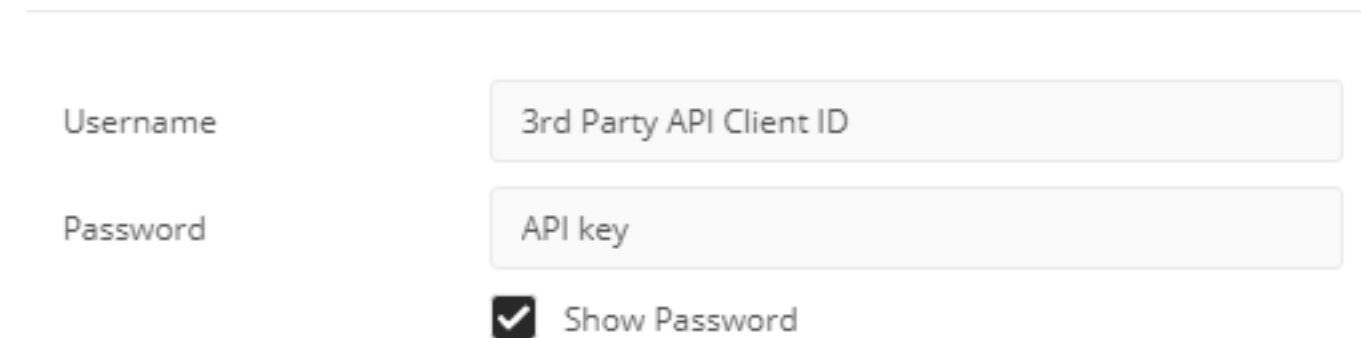 Username 3rd Party API Client ID
Password API key
Show Password